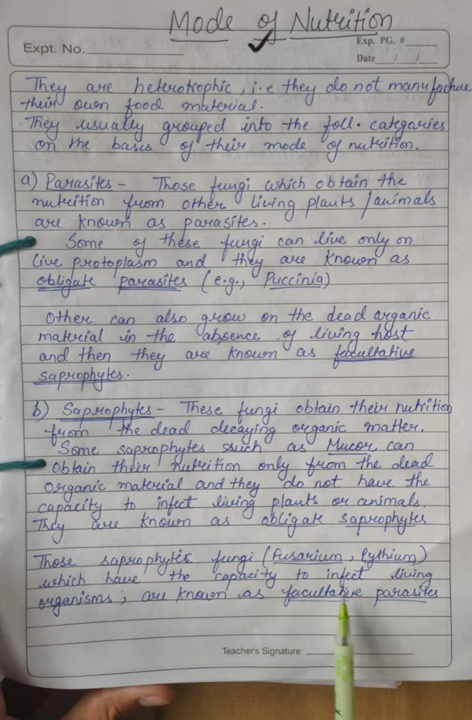 Mode of Nutrition
Expt. No.
Exp. PG. #
Date / /
They are heterotrophic, i.e they do not manufacture
their own food material.
They usually grouped into the foll. categories
on the basis of their mode of nutrition.
a) Parasites - Those fungi which obtain the
nutrition from other living plants / animals
are known as parasites.
Some of these fungi can live only on
live protoplasm and they are known as
obligate parasites (e.g., Puccinia)
Other can also grow on the dead organic
material in the absence of living host
and then they are known as facultative
saprophytes.
b) Saprophytes - These fungi obtain their nutrition
from the dead decaying organic matter.
Some saprophytes such as Mucor, can
obtain their nutrition only from the dead
organic material and they do not have the
capacity to infect living plants or animals.
They are known as obligate saprophytes
Those saprophytic fungi (Fusarium, Pythium)
which have the capacity to infect living
organisms; are known as facultative parasites
Teacher's Signature: